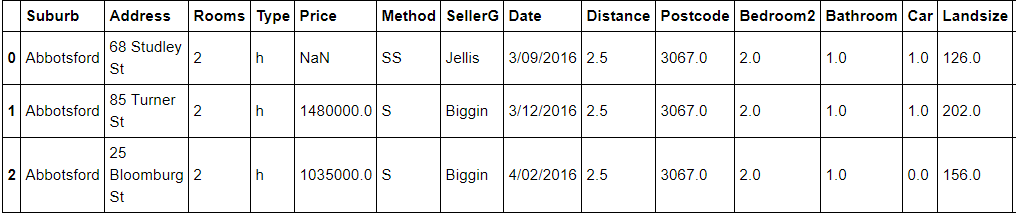 Suburb Address Rooms Type Price Method SellerG Date Distance Postcode Bedroom2 Bathroom Car Landsize
0 Abbotsford 68 Studley St 2 h NaN SS Jellis 3/09/2016 2.5 3067.0 2.0 1.0 1.0 126.0
1 Abbotsford 85 Turner St 2 h 1480000.0 S Biggin 3/12/2016 2.5 3067.0 2.0 1.0 1.0 202.0
2 Abbotsford 25 Bloomburg St 2 h 1035000.0 S Biggin 4/02/2016 2.5 3067.0 2.0 1.0 0.0 156.0